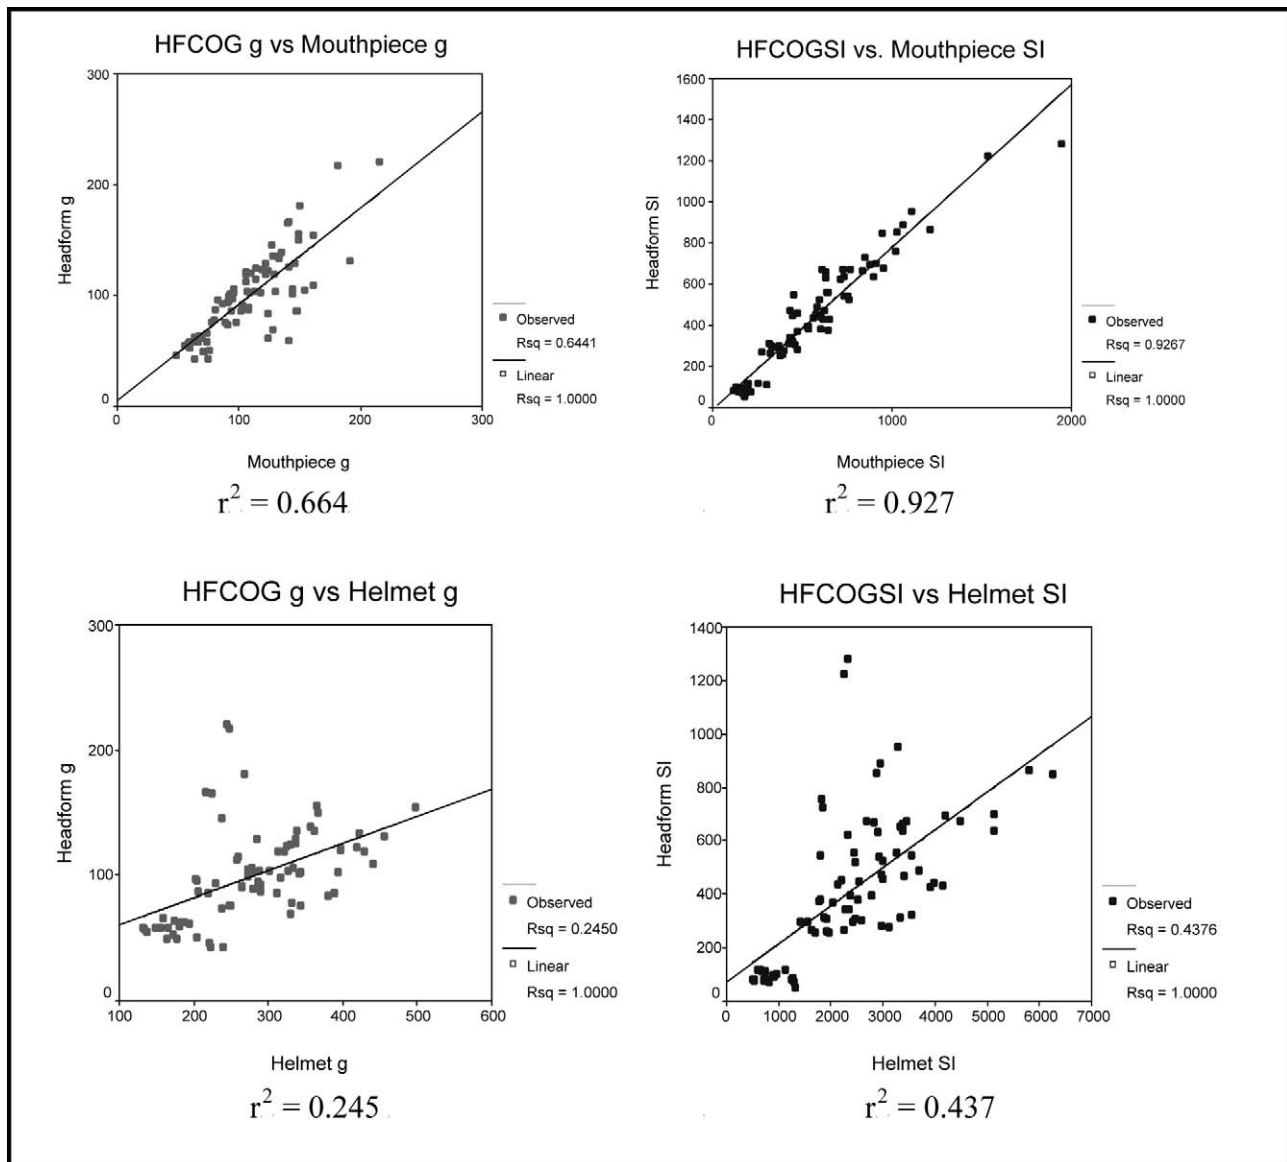 HFCOG g vs Mouthpiece g
300
200
100
0
0 100 200 300
Headform g
Mouthpiece g
Observed
Rsq = 0.6441
Linear
Rsq = 1.0000
r² = 0.664
HFCOGSI vs. Mouthpiece SI
1600
1400
1200
1000
800
600
400
200
0
0 1000 2000
Headform SI
Mouthpiece SI
Observed
Rsq = 0.9267
Linear
Rsq = 1.0000
r² = 0.927
HFCOG g vs Helmet g
300
200
100
0
100 200 300 400 500 600
Headform g
Helmet g
Observed
Rsq = 0.2450
Linear
Rsq = 1.0000
r² = 0.245
HFCOGSI vs Helmet SI
1400
1200
1000
800
600
400
200
0
0 1000 2000 3000 4000 5000 6000 7000
Headform SI
Helmet SI
Observed
Rsq = 0.4376
Linear
Rsq = 1.0000
r² = 0.437